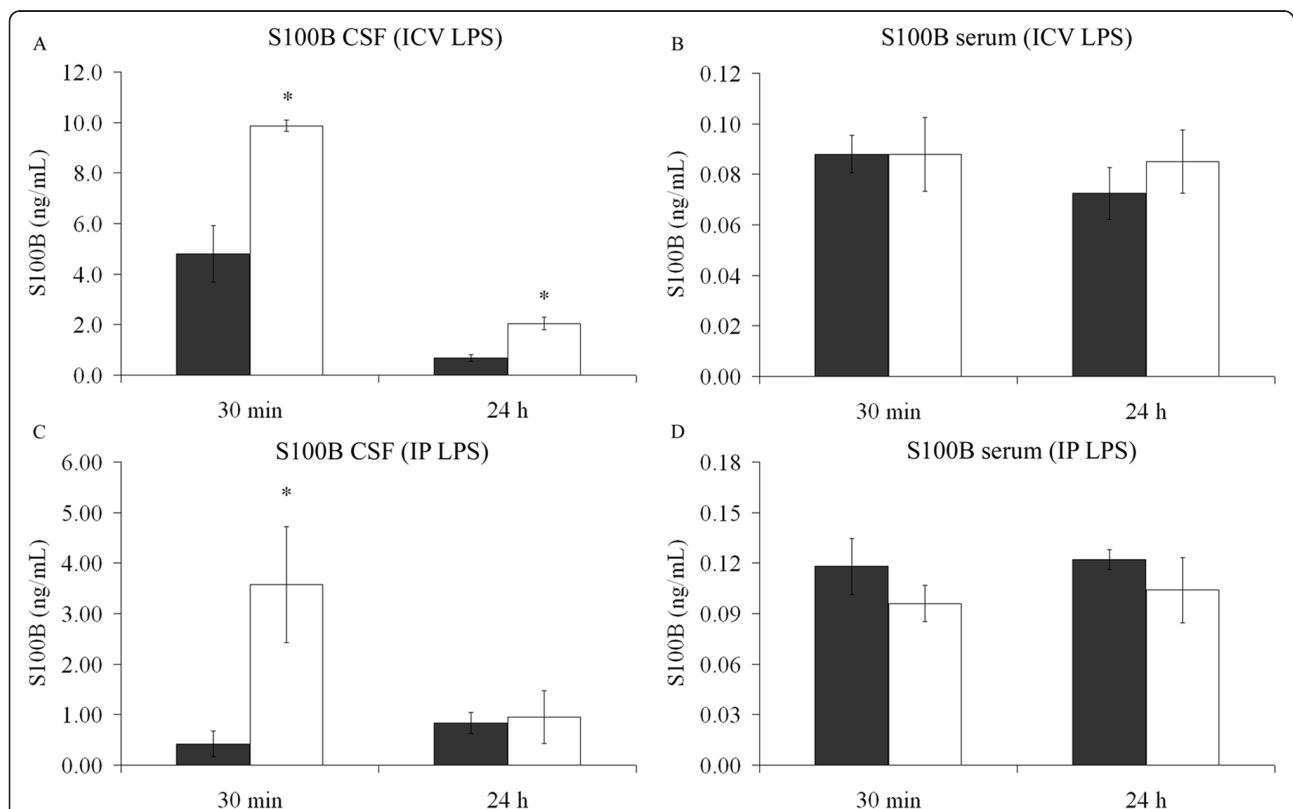 A
S100B CSF (ICV LPS)
12.0
10.0
8.0
6.0
4.0
2.0
0.0
S100B (ng/mL)
*
*
30 min
24 h
B
S100B serum (ICV LPS)
0.12
0.10
0.08
0.06
0.04
0.02
0.00
S100B (ng/mL)
30 min
24 h
C
S100B CSF (IP LPS)
6.00
5.00
4.00
3.00
2.00
1.00
0.00
S100B (ng/mL)
*
30 min
24 h
D
S100B serum (IP LPS)
0.18
0.15
0.12
0.09
0.06
0.03
0.00
S100B (ng/mL)
30 min
24 h